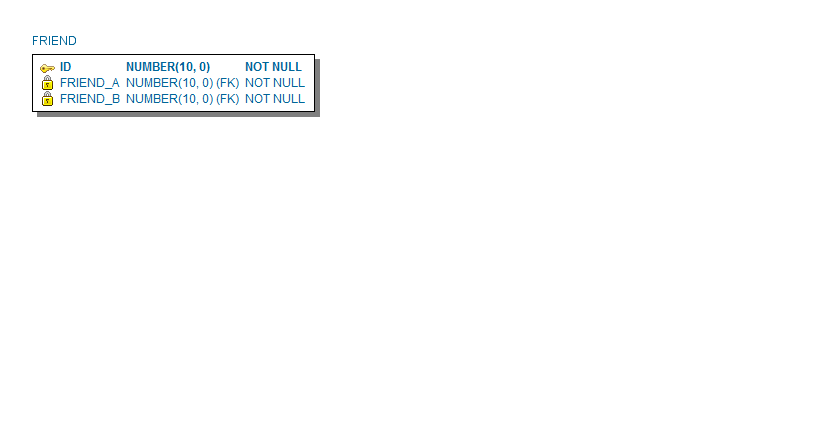 FRIEND
ID NUMBER(10, 0) NOT NULL
FRIEND_A NUMBER(10, 0) (FK) NOT NULL
FRIEND_B NUMBER(10, 0) (FK) NOT NULL